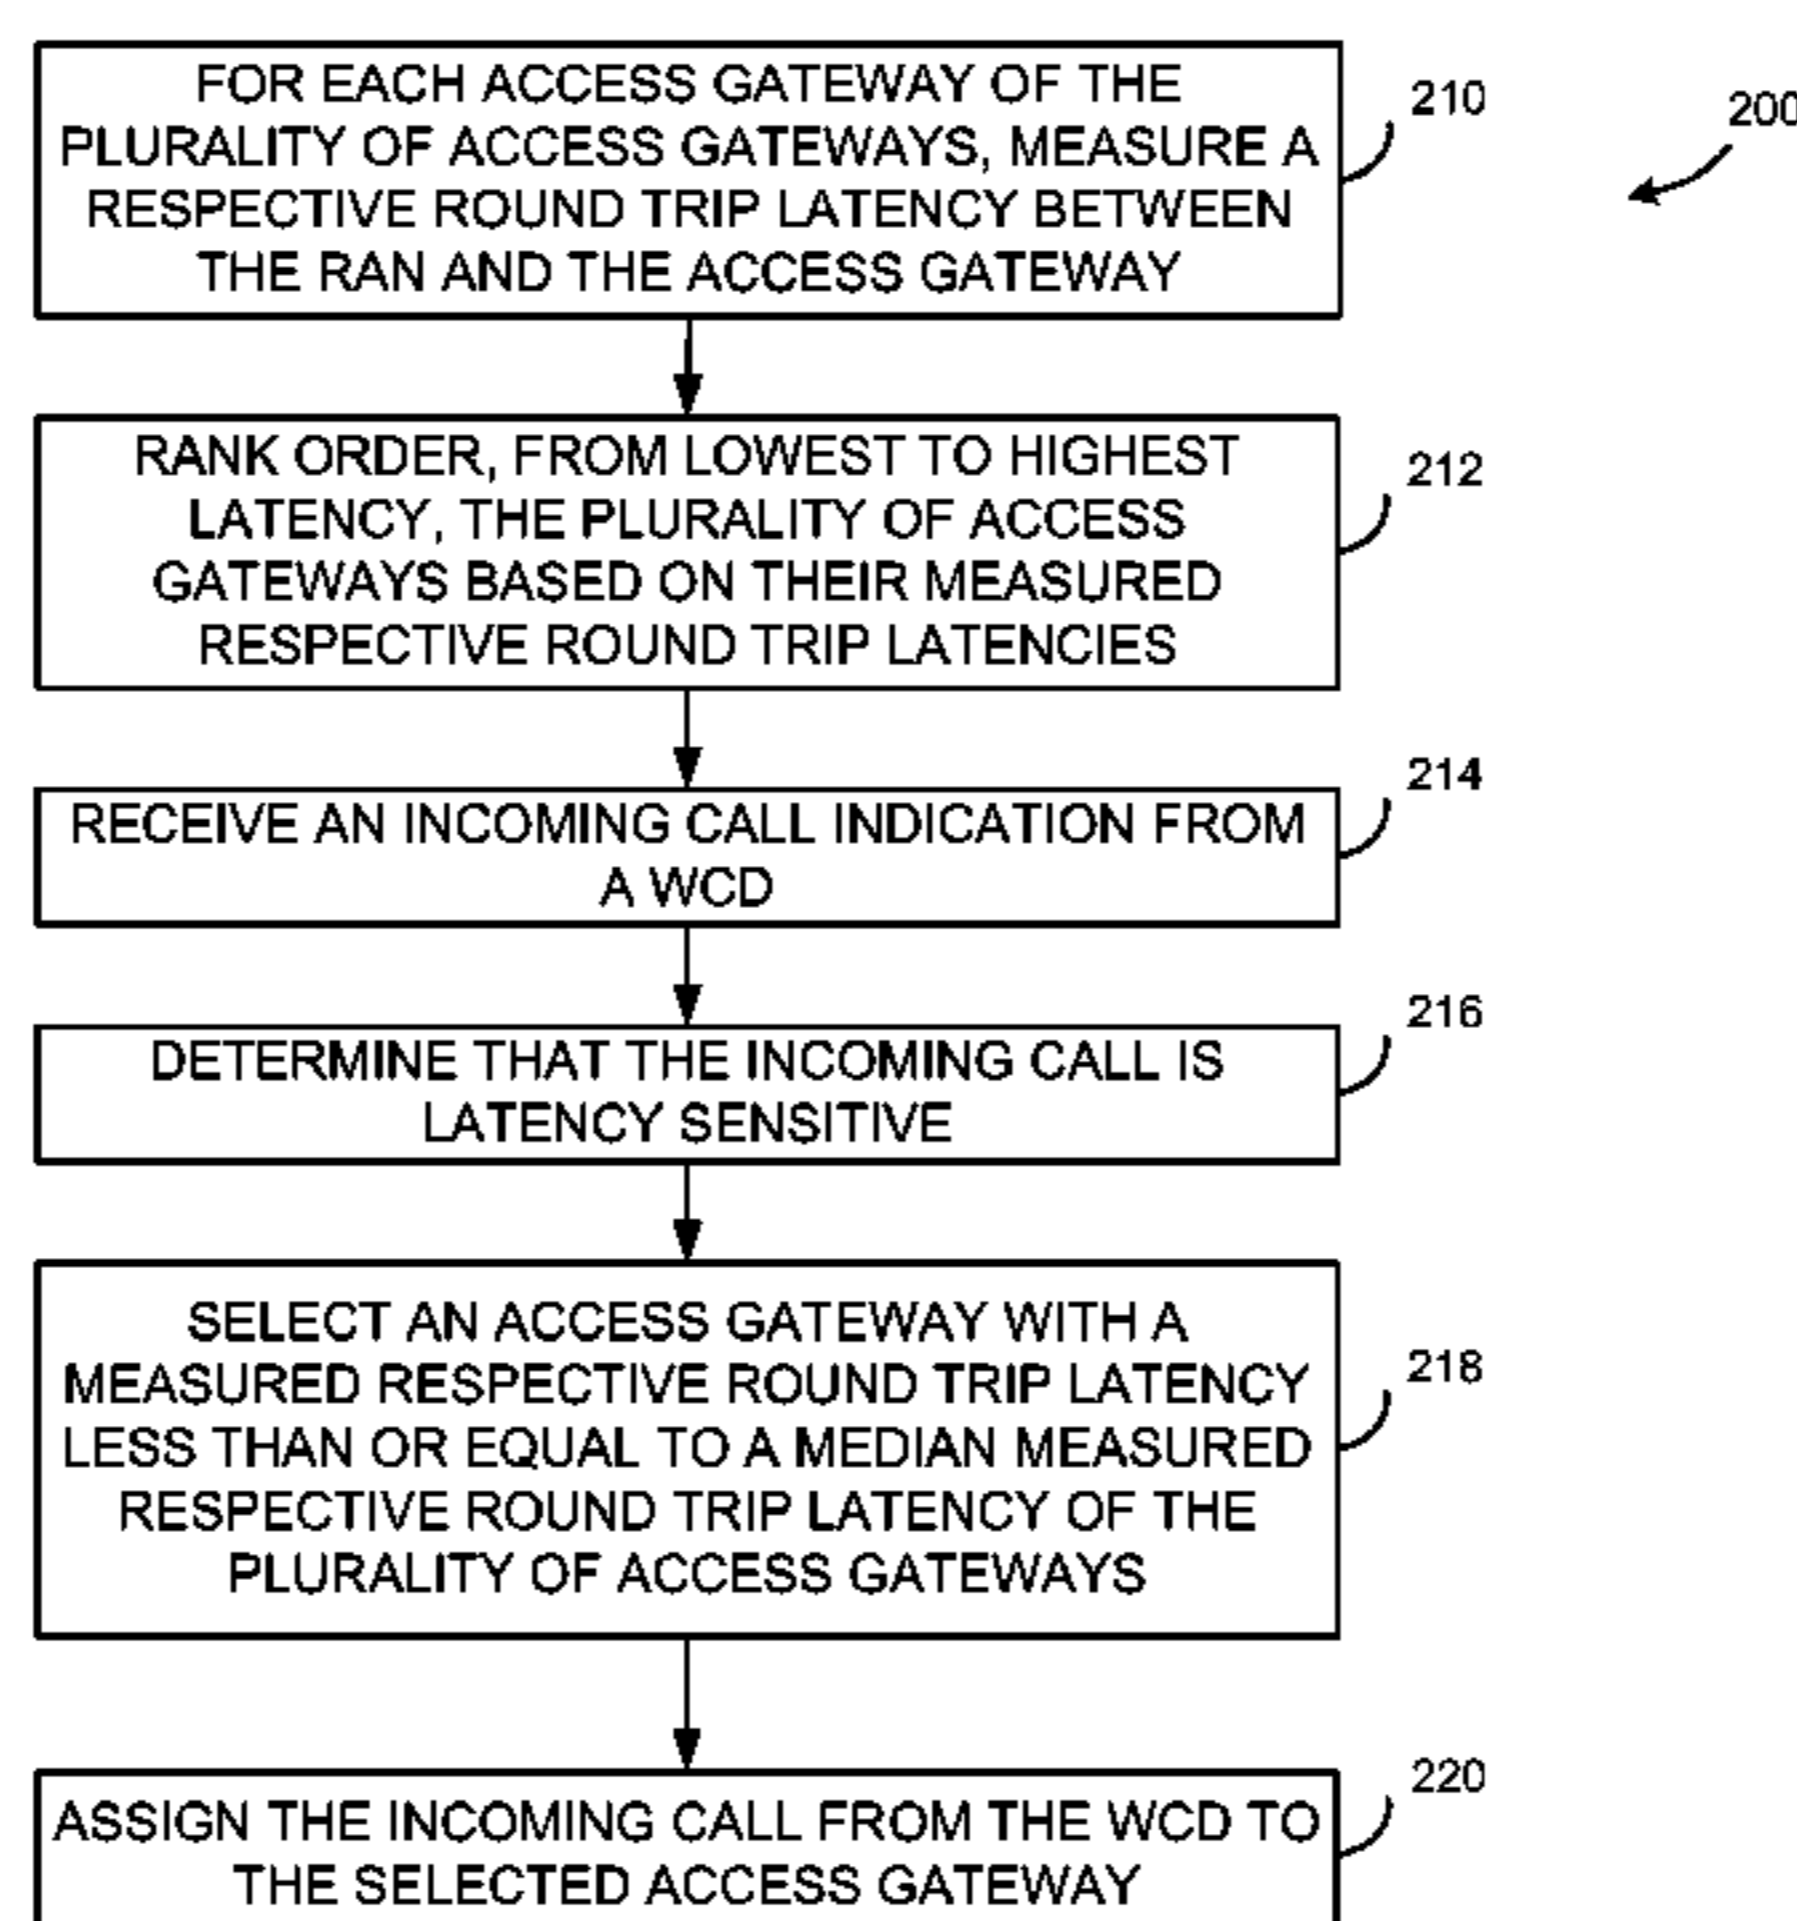 FOR EACH ACCESS GATEWAY OF THE
PLURALITY OF ACCESS GATEWAYS, MEASURE A
RESPECTIVE ROUND TRIP LATENCY BETWEEN
THE RAN AND THE ACCESS GATEWAY
210
200
RANK ORDER, FROM LOWEST TO HIGHEST
LATENCY, THE PLURALITY OF ACCESS
GATEWAYS BASED ON THEIR MEASURED
RESPECTIVE ROUND TRIP LATENCIES
212
RECEIVE AN INCOMING CALL INDICATION FROM
A WCD
214
DETERMINE THAT THE INCOMING CALL IS
LATENCY SENSITIVE
216
SELECT AN ACCESS GATEWAY WITH A
MEASURED RESPECTIVE ROUND TRIP LATENCY
LESS THAN OR EQUAL TO A MEDIAN MEASURED
RESPECTIVE ROUND TRIP LATENCY OF THE
PLURALITY OF ACCESS GATEWAYS
218
ASSIGN THE INCOMING CALL FROM THE WCD TO
THE SELECTED ACCESS GATEWAY
220